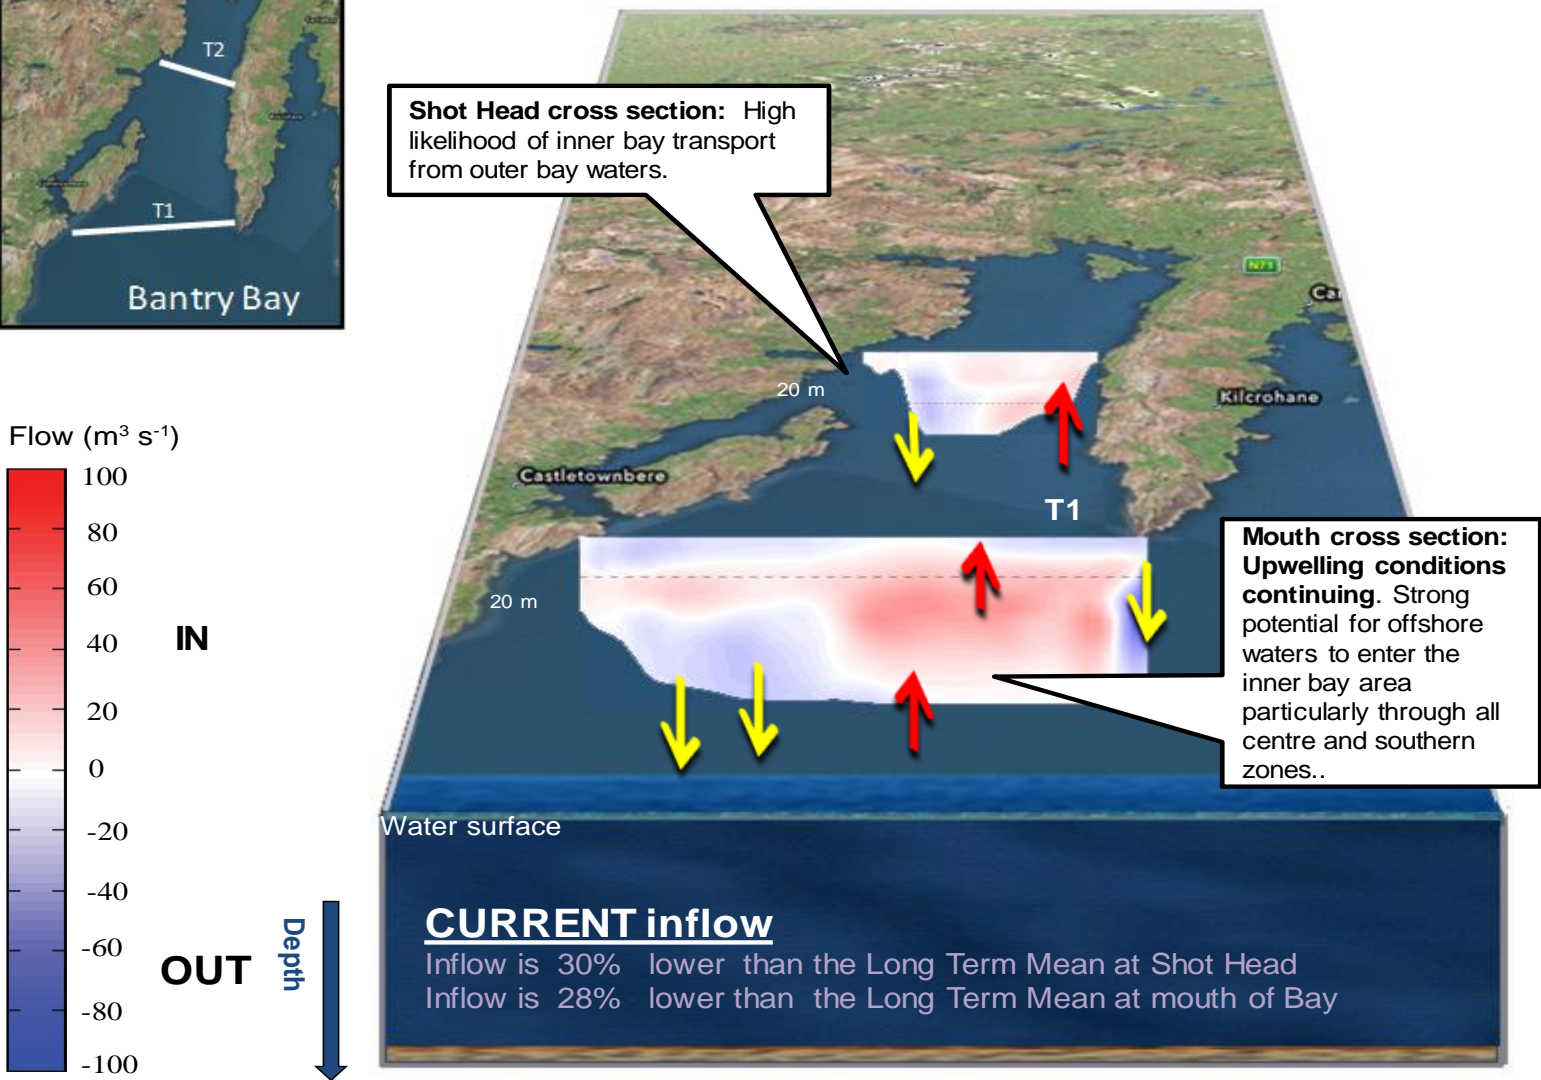 T2
T1
Bantry Bay
Shot Head cross section: High
likelihood of inner bay transport
from outer bay waters.
N71
Kilcrohane
20 m
Castletownbere
T1
20 m
Mouth cross section:
Upwelling conditions
continuing. Strong
potential for offshore
waters to enter the
inner bay area
particularly through all
centre and southern
zones..
Flow (m³ s⁻¹)
100
80
60
40
20
0
-20
-40
-60
-80
-100
IN
OUT
Depth
Water surface
CURRENT inflow
Inflow is 30% lower than the Long Term Mean at Shot Head
Inflow is 28% lower than the Long Term Mean at mouth of Bay